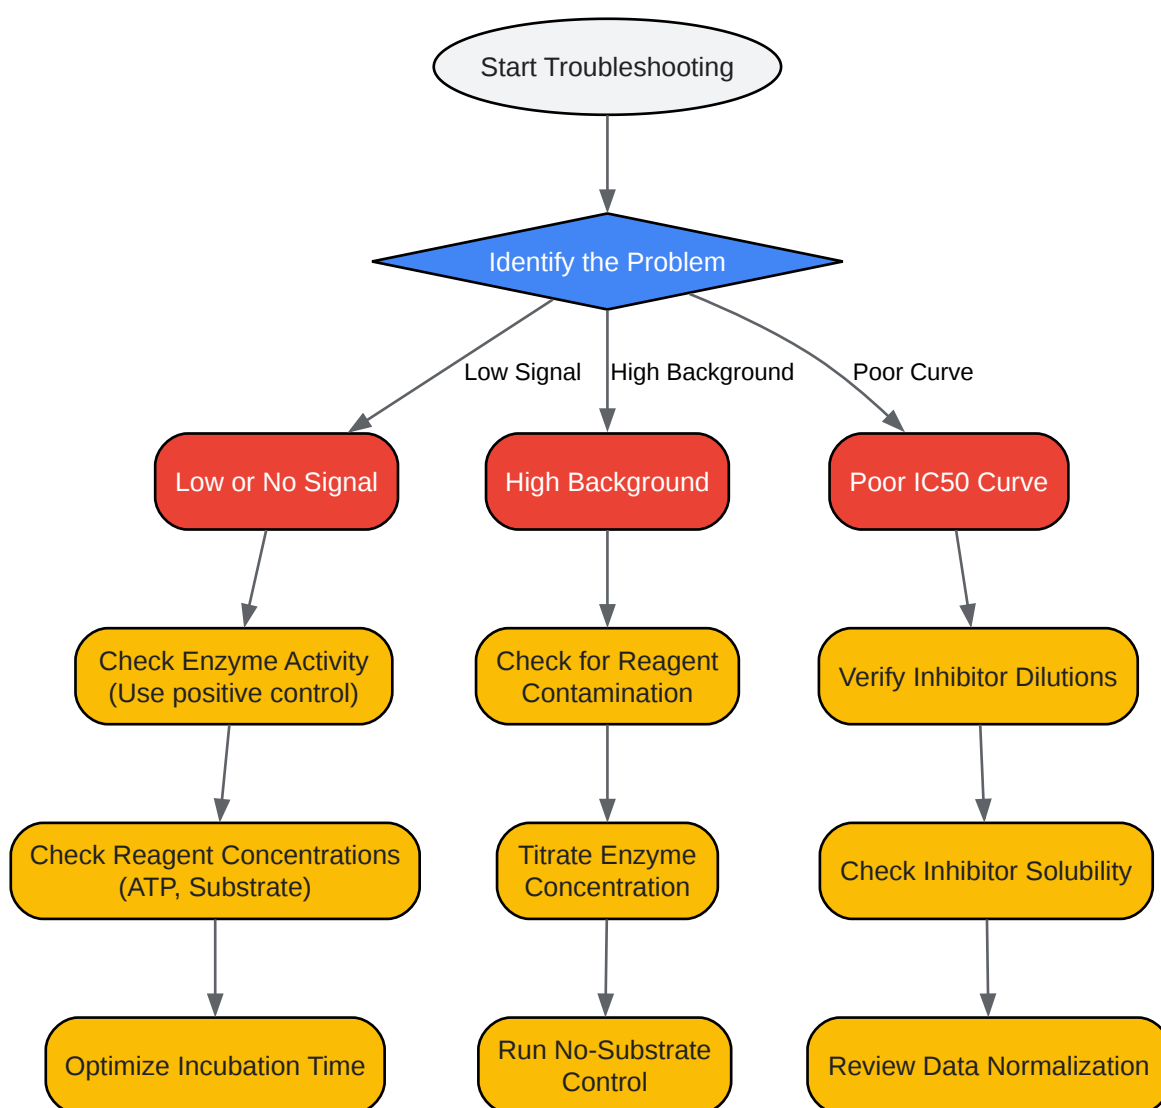 Start Troubleshooting
Identify the Problem
Low Signal
High Background
Poor Curve
Low or No Signal
High Background
Poor IC50 Curve
Check Enzyme Activity
(Use positive control)
Check for Reagent
Contamination
Verify Inhibitor Dilutions
Check Reagent Concentrations
(ATP, Substrate)
Titrate Enzyme
Concentration
Check Inhibitor Solubility
Optimize Incubation Time
Run No-Substrate
Control
Review Data Normalization